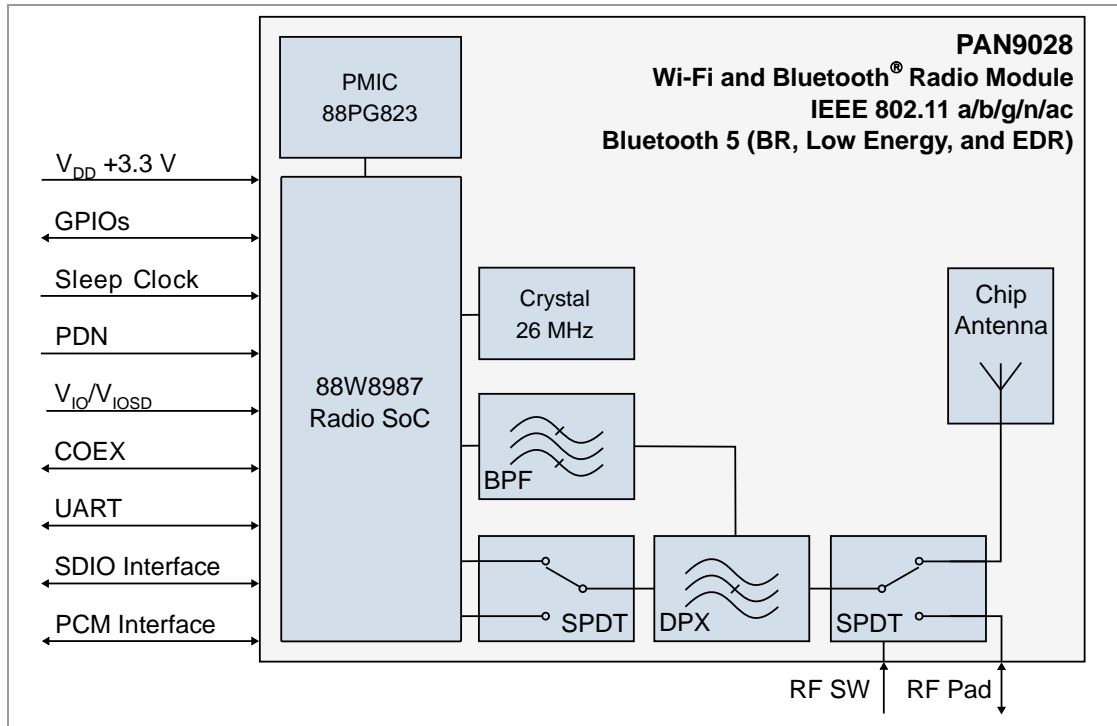 PAN9028
Wi-Fi and Bluetooth® Radio Module
IEEE 802.11 a/b/g/n/ac
Bluetooth 5 (BR, Low Energy, and EDR)
PMIC
88PG823
VDD +3.3 V
GPIOs
Sleep Clock
PDN
VIO/VIOSD
COEX
UART
SDIO Interface
PCM Interface
88W8987
Radio SoC
Crystal
26 MHz
BPF
SPDT
DPX
SPDT
Chip
Antenna
RF SW
RF Pad